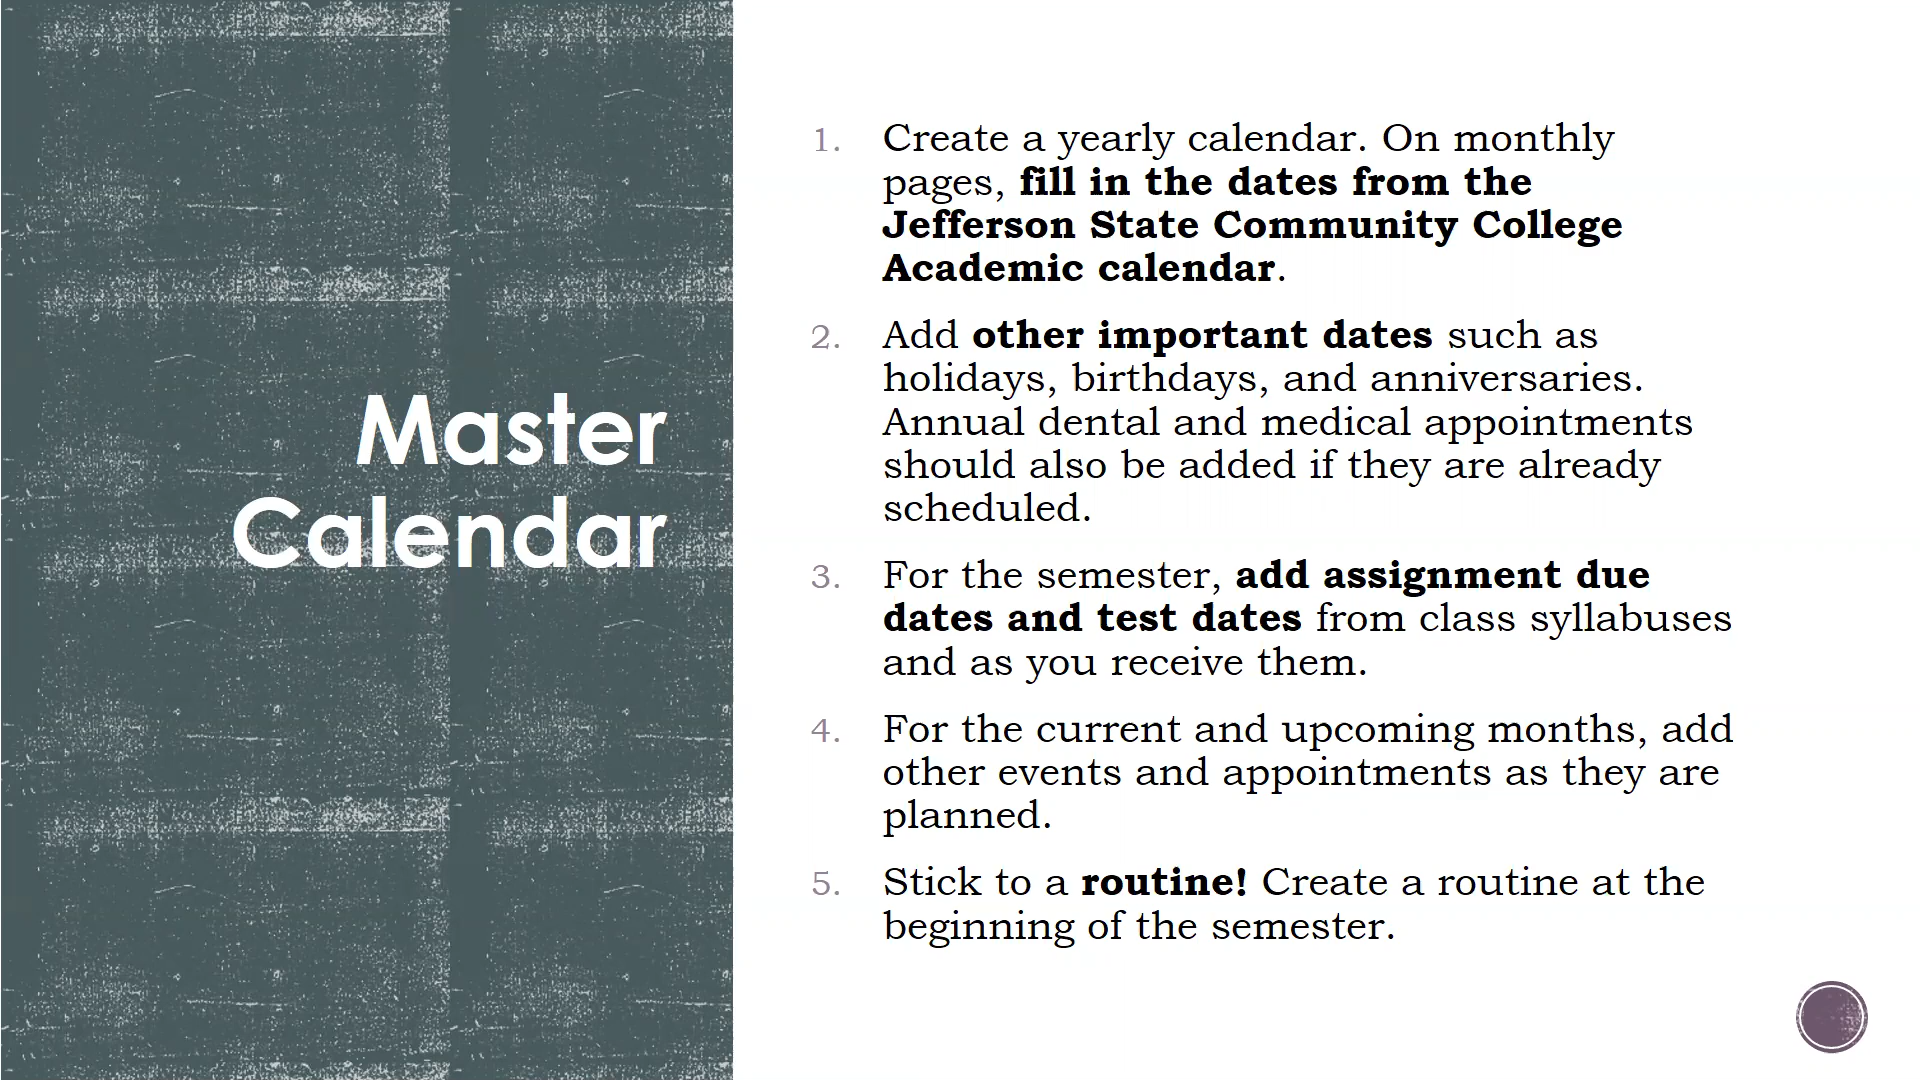 Master
Calendar
1. Create a yearly calendar. On monthly
pages, fill in the dates from the
Jefferson State Community College
Academic calendar.
2. Add other important dates such as
holidays, birthdays, and anniversaries.
Annual dental and medical appointments
should also be added if they are already
scheduled.
3. For the semester, add assignment due
dates and test dates from class syllabuses
and as you receive them.
4. For the current and upcoming months, add
other events and appointments as they are
planned.
5. Stick to a routine! Create a routine at the
beginning of the semester.